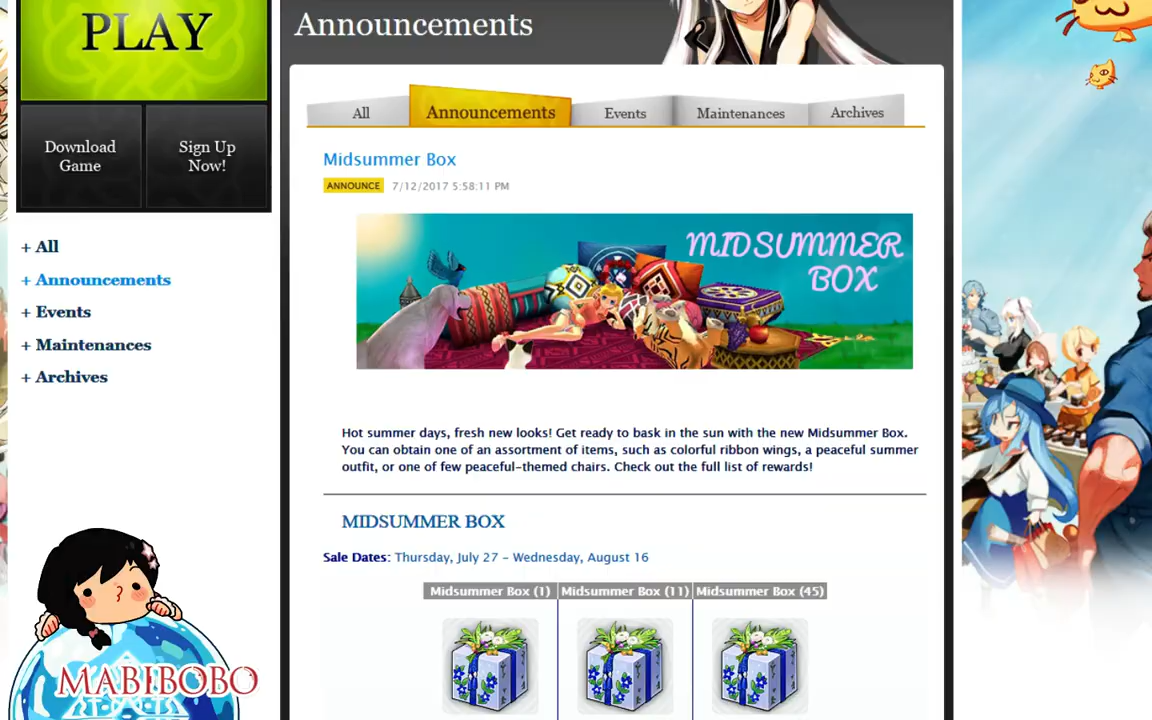 PLAY
Download
Game
Sign Up
Now!
+ All
+ Announcements
+ Events
+ Maintenances
+ Archives
MABIBOBO
Announcements
All
Announcements
Events
Maintenances
Archives
Midsummer Box
ANNOUNCE 7/12/2017 5:58:11 PM
MIDSUMMER
BOX
Hot summer days, fresh new looks! Get ready to bask in the sun with the new Midsummer Box.
You can obtain one of an assortment of items, such as colorful ribbon wings, a peaceful summer
outfit, or one of few peaceful-themed chairs. Check out the full list of rewards!
MIDSUMMER BOX
Sale Dates: Thursday, July 27 - Wednesday, August 16
Midsummer Box (1) Midsummer Box (11) Midsummer Box (45)